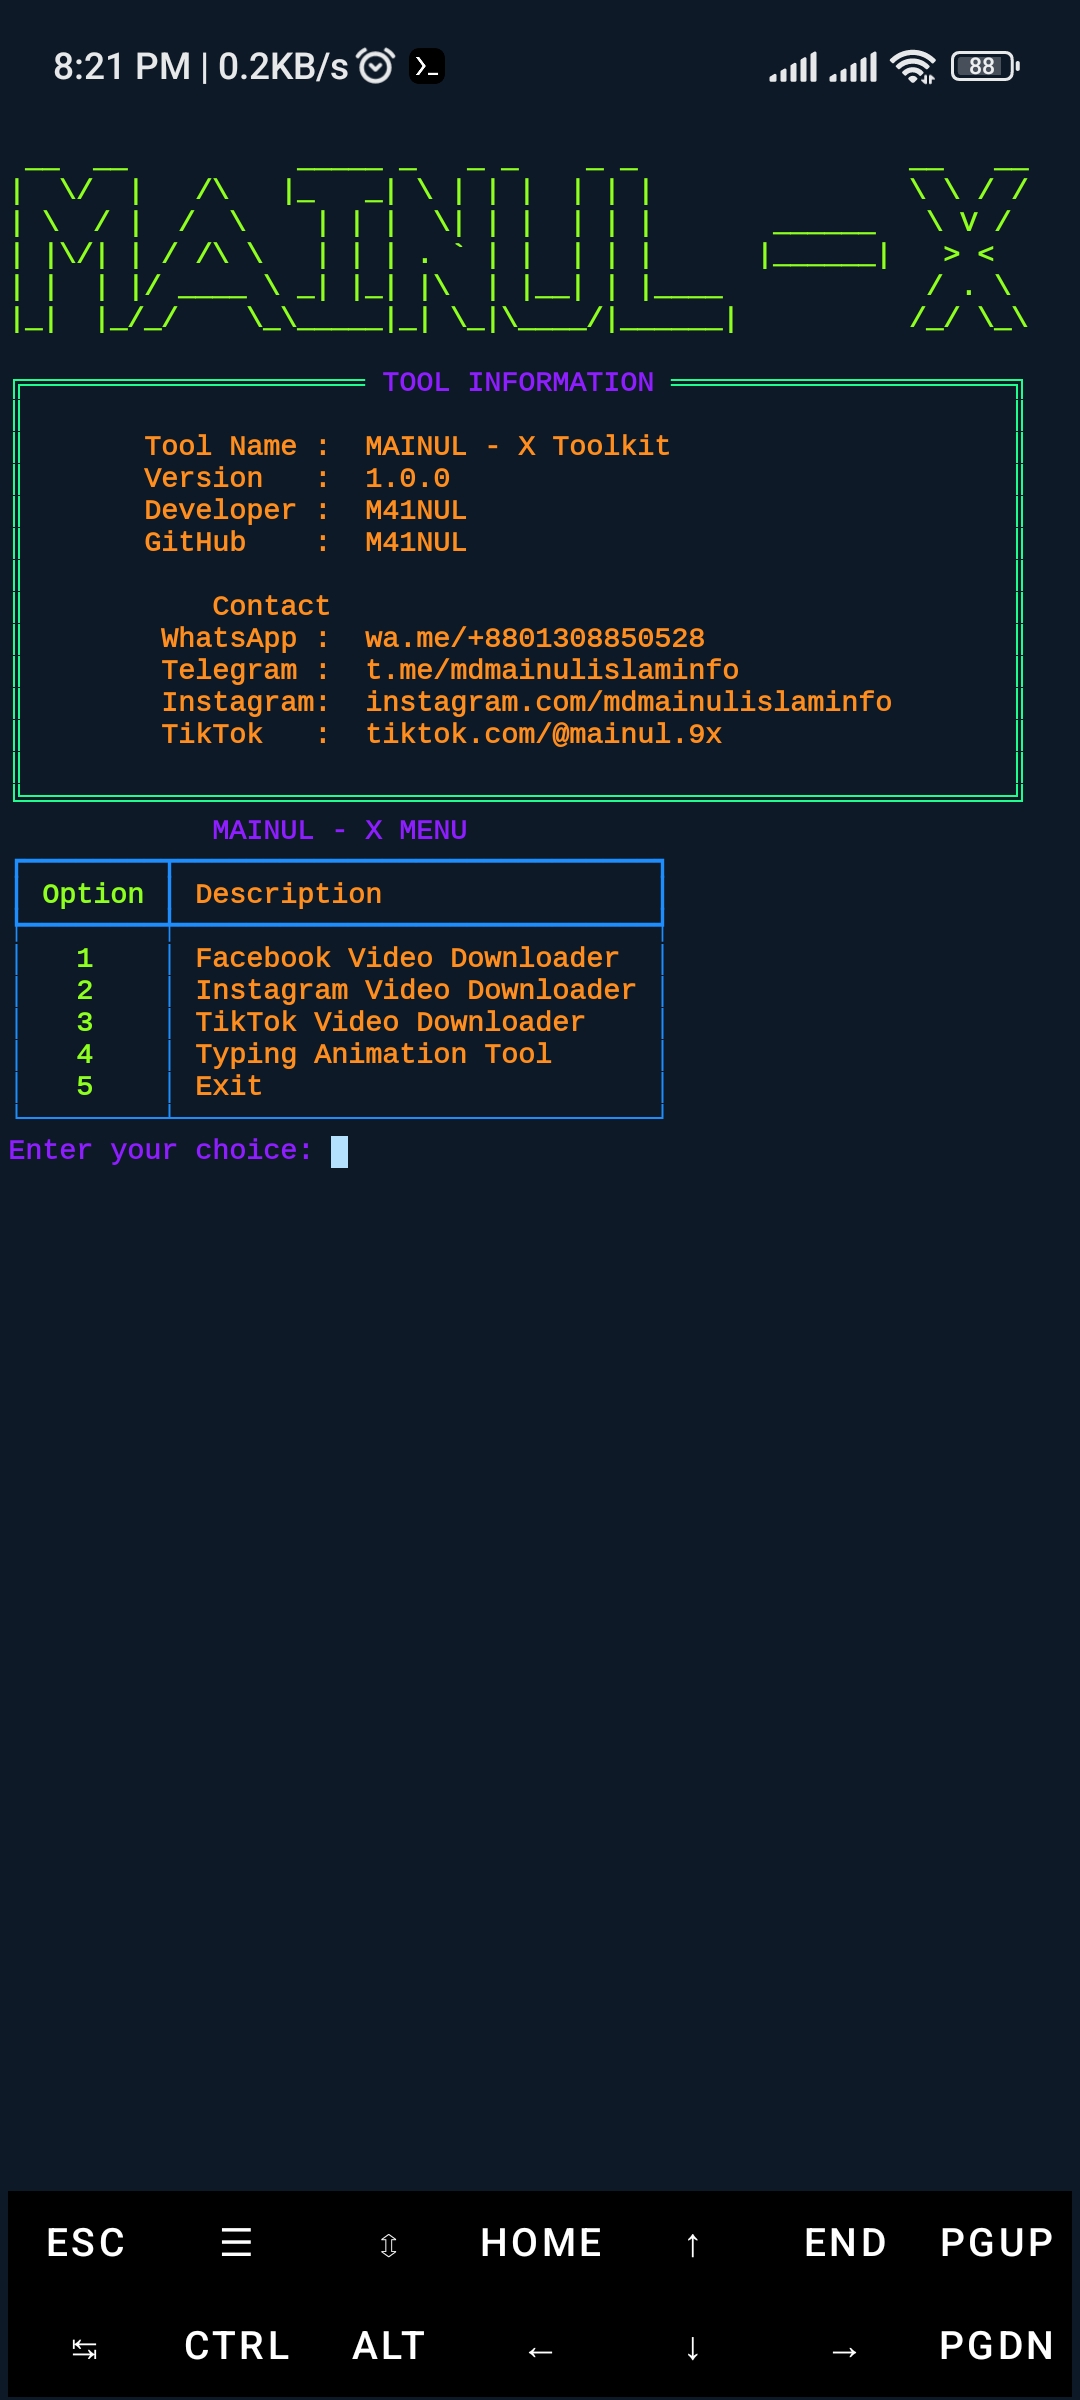 8:21 PM | 0.2KB/s 88
MAINUL - X
TOOL INFORMATION
Tool Name : MAINUL - X Toolkit
Version : 1.0.0
Developer : M41NUL
GitHub : M41NUL
Contact
WhatsApp : wa.me/+8801308850528
Telegram : t.me/mdmainulislaminfo
Instagram: instagram.com/mdmainulislaminfo
TikTok : tiktok.com/@mainul.9x
MAINUL - X MENU
Option Description
1 Facebook Video Downloader
2 Instagram Video Downloader
3 TikTok Video Downloader
4 Typing Animation Tool
5 Exit
Enter your choice:
ESC ☰ ⇳ HOME ↑ END PGUP
↹ CTRL ALT ← ↓ → PGDN